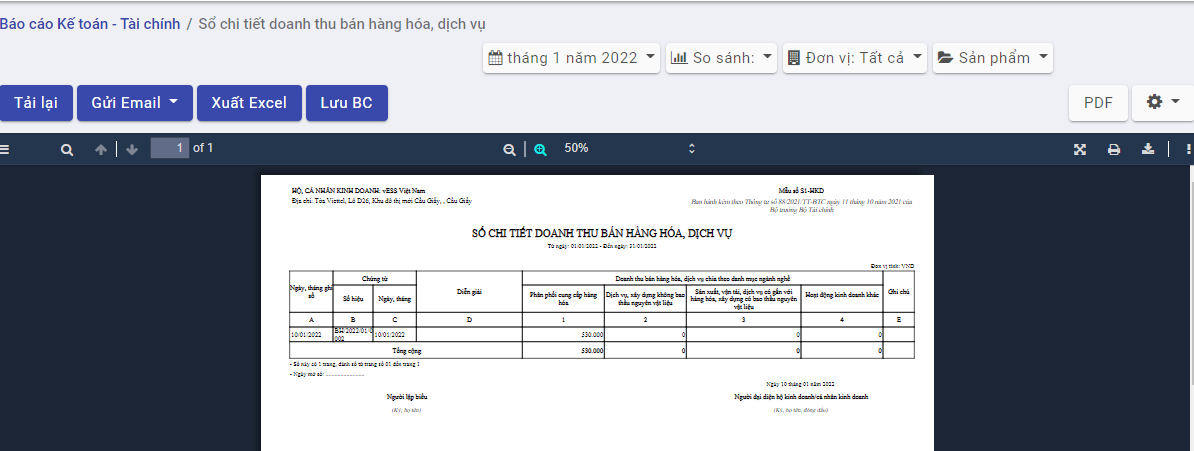 Báo cáo Kế toán - Tài chính / Sổ chi tiết doanh thu bán hàng hóa, dịch vụ
tháng 1 năm 2022 So sánh: Đơn vị: Tất cả Sản phẩm
Tải lại Gửi Email Xuất Excel Lưu BC PDF
1 of 1 50%
HỘ, CÁ NHÂN KINH DOANH: vESS Việt Nam
Địa chỉ: Tòa Viettel, Lô D26, Khu đô thị mới Cầu Giấy, , Cầu Giấy
Mẫu số S1-HKD
Ban hành kèm theo Thông tư số 88/2021/TT-BTC ngày 11 tháng 10 năm 2021 của
Bộ trưởng Bộ Tài chính
SỔ CHI TIẾT DOANH THU BÁN HÀNG HÓA, DỊCH VỤ
Từ ngày: 01/01/2022 - Đến ngày: 31/01/2022
Đơn vị tính: VND
Ngày, tháng ghi
sổ
Chứng từ
Số hiệu Ngày, tháng
Diễn giải
Doanh thu bán hàng hóa, dịch vụ chia theo danh mục ngành nghề
Phân phối cung cấp hàng
hóa
Dịch vụ, xây dựng không bao
thầu nguyên vật liệu
Sản xuất, vận tải, dịch vụ có gắn với
hàng hóa, xây dựng có bao thầu nguyên
vật liệu
Hoạt động kinh doanh khác
Ghi chú
A B C D 1 2 3 4 E
10/01/2022 BH/2022/01/0
002 10/01/2022 530.000 0 0 0
Tổng cộng 530.000 0 0 0
- Sổ này có 1 trang, đánh số từ trang số 01 đến trang 1
- Ngày mở sổ: ........................
Ngày 10 tháng 01 năm 2022
Người lập biểu Người đại diện hộ kinh doanh/cá nhân kinh doanh
(Ký, họ tên) (Ký, họ tên, đóng dấu)